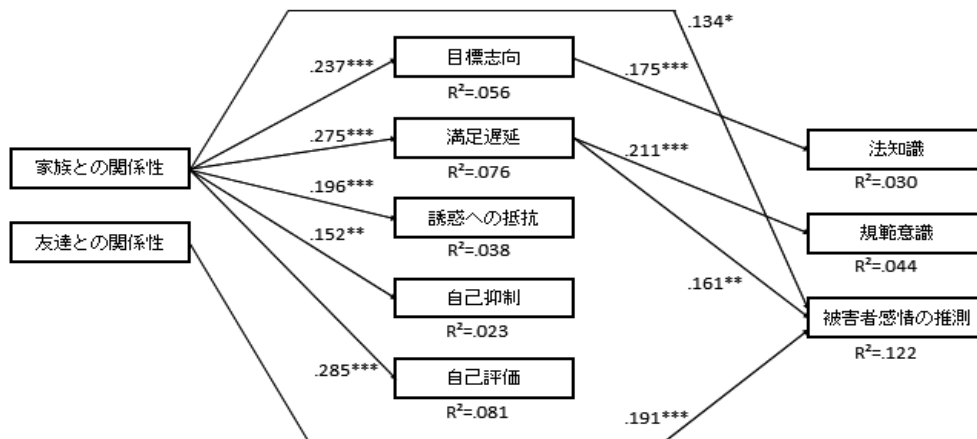 .134*
目標志向
.237***
.175***
R²=.056
.275***
満足遅延
.211***
法知識
家族との関係性
R²=.076
R²=.030
.196***
誘惑への抵抗
友達との関係性
規範意識
.152**
R²=.038
R²=.044
.161**
自己抑制
被害者感情の推測
R²=.023
R²=.122
.285***
自己評価
R²=.081
.191***